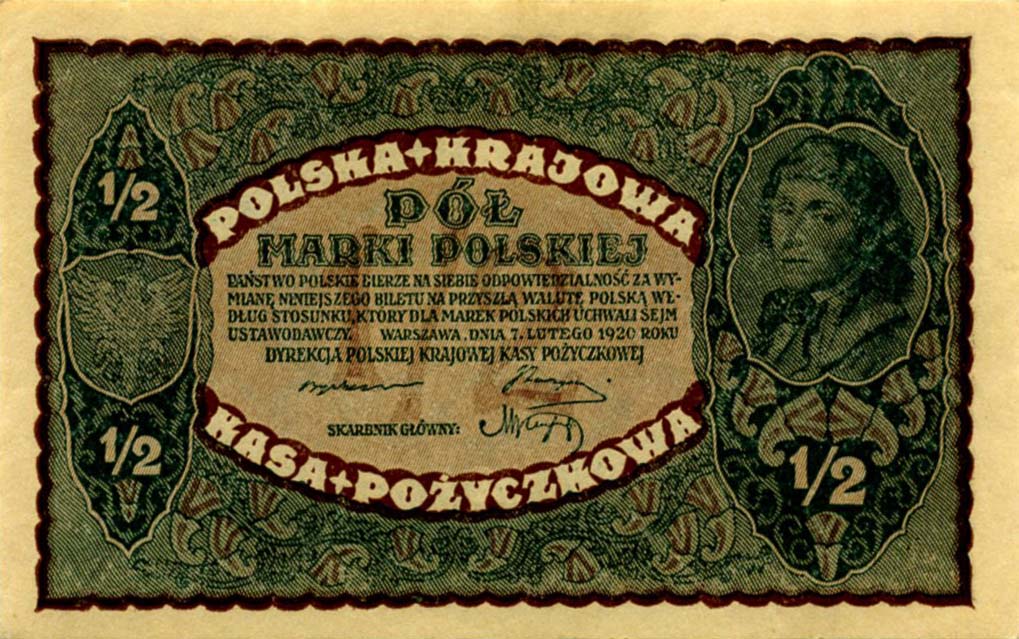 POLSKA + KRAJOWA
1/2
PÓŁ
MARKI POLSKIEJ
PAŃSTWO POLSKIE BIERZE NA SIEBIE ODPOWIEDZIALNOŚĆ ZA WY-
MIANĘ NINIEJSZEGO BILETU NA PRZYSZŁĄ WALUTĘ POLSKĄ WE-
DŁUG STOSUNKU, KTÓRY DLA MAREK POLSKICH UCHWALI SEJM
USTAWODAWCZY. WARSZAWA, DNIA 7. LUTEGO 1920 ROKU
DYREKCJA POLSKIEJ KRAJOWEJ KASY POŻYCZKOWEJ
SKARBNIK GŁÓWNY:
1/2
KASA + POŻYCZKOWA
1/2